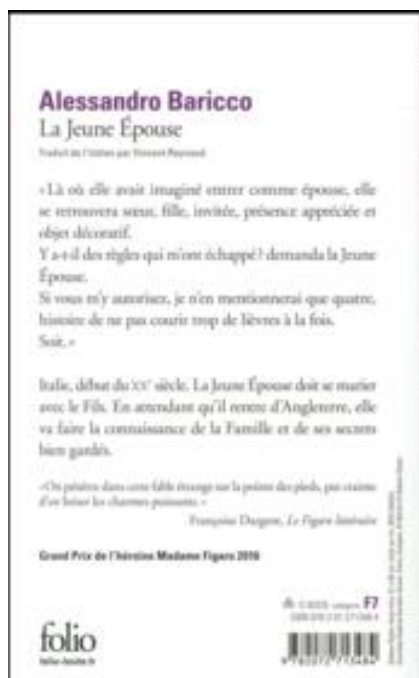 Alessandro Baricco
La Jeune Épouse
Traduit de l'italien par Vincent Raynaud
« Là où elle avait imaginé entrer comme épouse, elle
se retrouvera sœur, fille, invitée, présence appréciée et
objet décoratif.
Y a-t-il des règles qui m'ont échappé ? demanda la Jeune
Épouse.
Si vous m'y autorisez, je n'en mentionnerai que quatre,
histoire de ne pas courir trop de lièvres à la fois.
Soit. »
Italie, début du XXe siècle. La Jeune Épouse doit se marier
avec le Fils. En attendant qu'il rentre d'Angleterre, elle
va faire la connaissance de la Famille et de ses secrets
bien gardés.
« On pénètre dans cette fable étrange sur la pointe des pieds, par crainte
d'en briser les charmes puissants. »
Françoise Dargent, Le Figaro littéraire
Grand Prix de l'héroïne Madame Figaro 2016
F7
folio
folio-lesite.fr
9 782072 713484